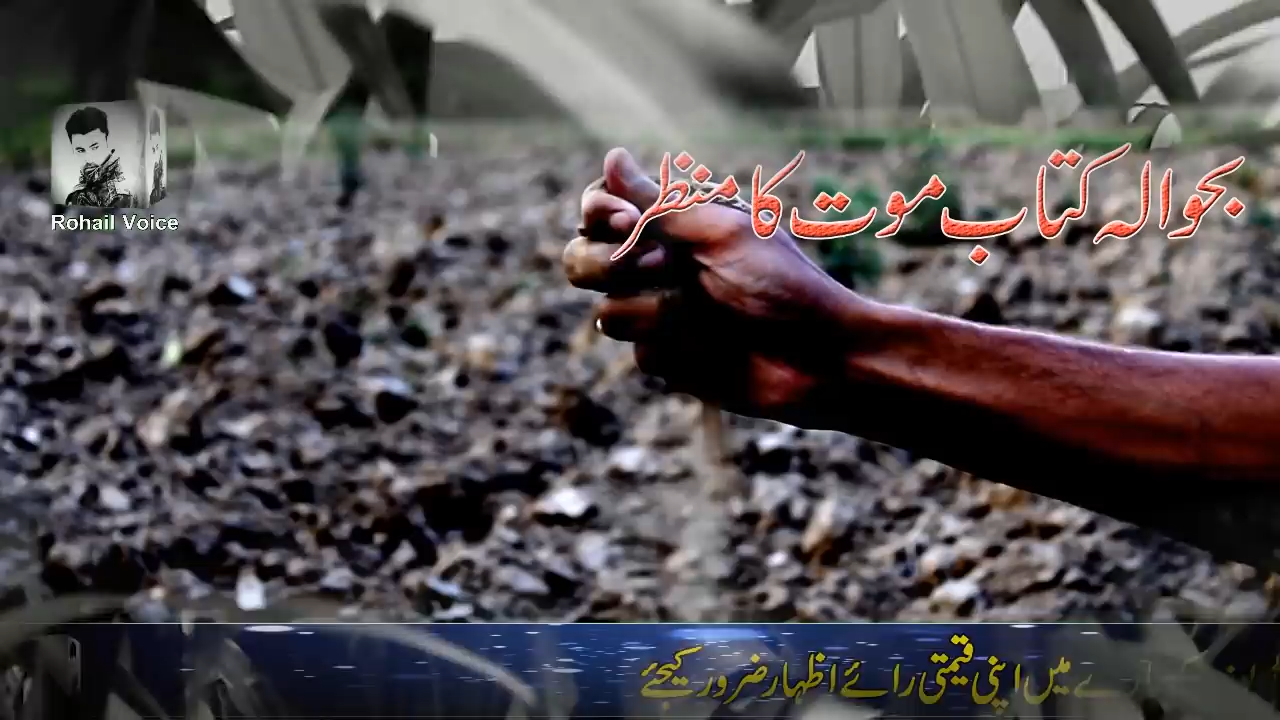 بحوالہ کتاب موت کا منظر
Rohail Voice
میں اپنی قیمتی رائے اظہار ضرور کیجئے